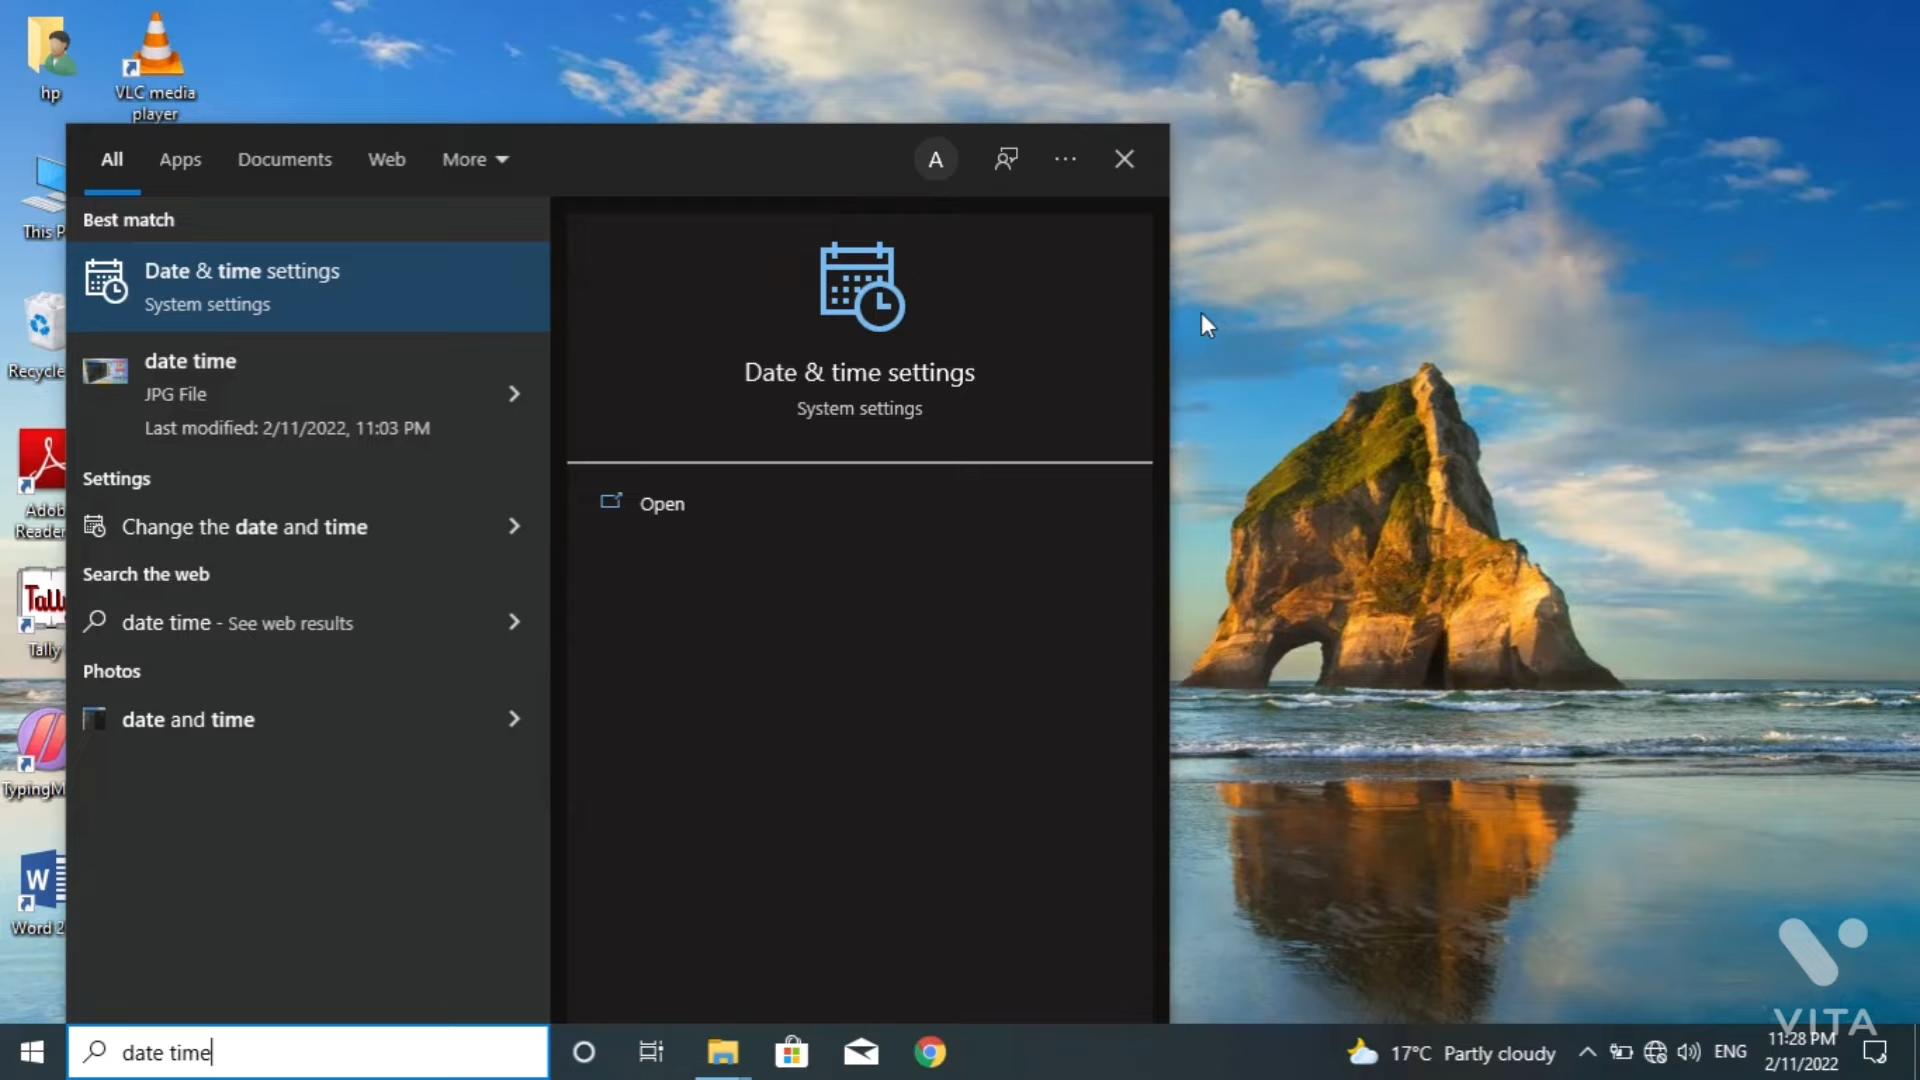 hp
VLC media
player
All
Apps
Documents
Web
More
A
Best match
Date & time settings
System settings
date time
JPG File
Last modified: 2/11/2022, 11:03 PM
Settings
Change the date and time
Search the web
date time - See web results
Photos
date and time
Date & time settings
System settings
Open
This P
Recycle
Adob
Reader
Tally
Tally
TypingM
W
Word 2
VITA
date time
17°C Partly cloudy
ENG
11:28 PM
2/11/2022